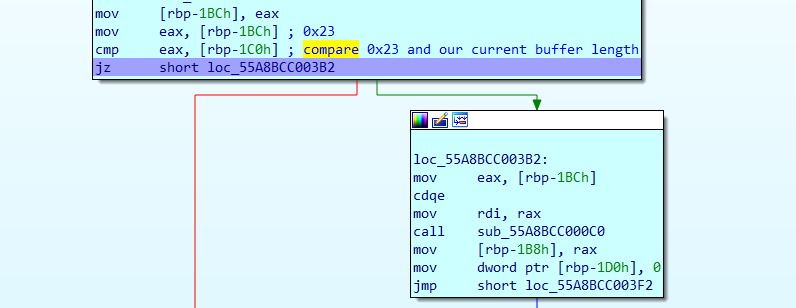 mov [rbp-1BCh], eax
mov eax, [rbp-1BCh] ; 0x23
cmp eax, [rbp-1C0h] ; compare 0x23 and our current buffer length
jz short loc_55A8BCC003B2
loc_55A8BCC003B2:
mov eax, [rbp-1BCh]
cdqe
mov rdi, rax
call sub_55A8BCC000C0
mov [rbp-1B8h], rax
mov dword ptr [rbp-1D0h], 0
jmp short loc_55A8BCC003F2